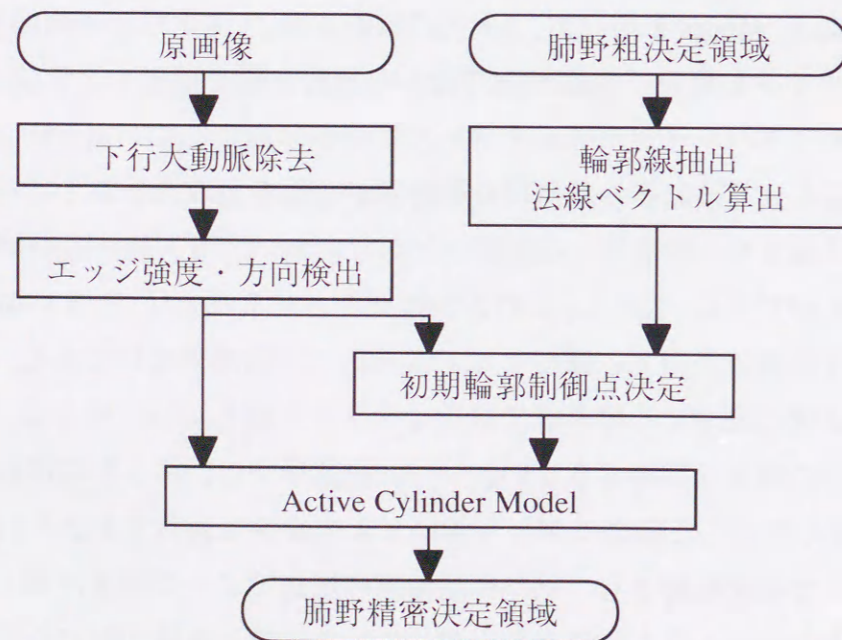 原画像
肺野粗決定領域
下行大動脈除去
輪郭線抽出
法線ベクトル算出
エッジ強度・方向検出
初期輪郭制御点決定
Active Cylinder Model
肺野精密決定領域